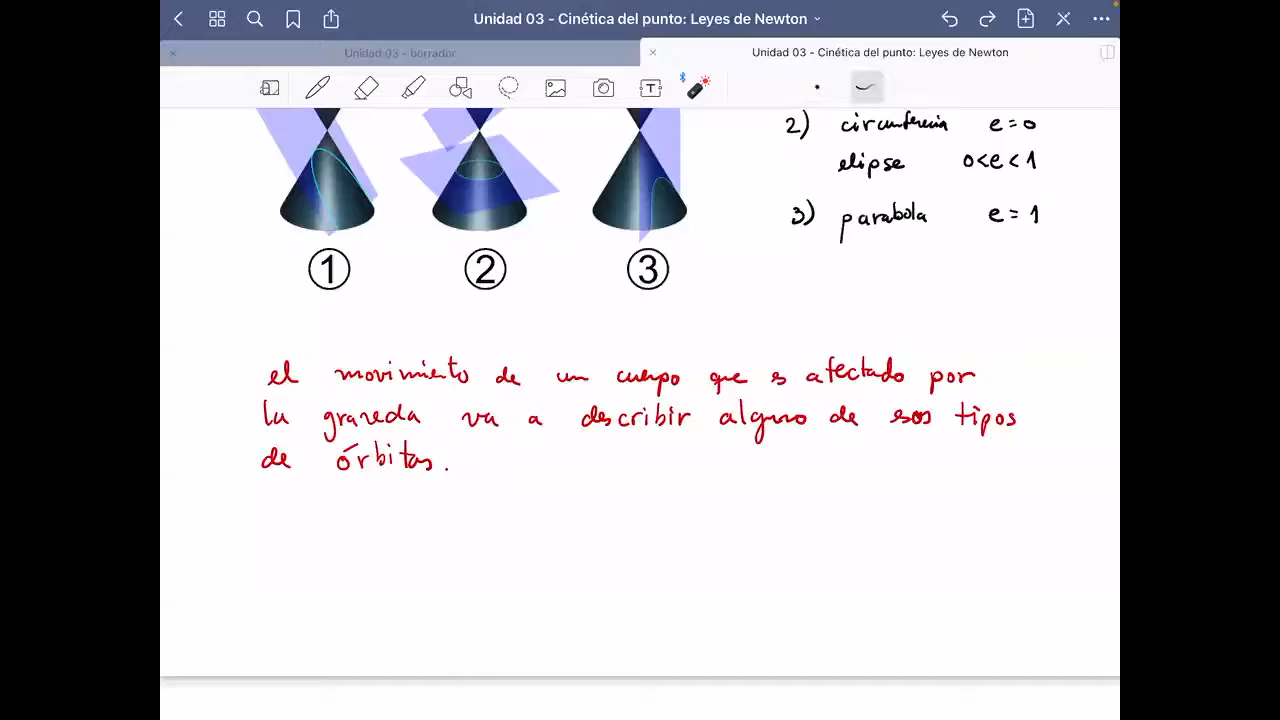 Unidad 03 - Cinética del punto: Leyes de Newton
Unidad 03 - borrador
Unidad 03 - Cinética del punto: Leyes de Newton
T
2) circunferencia e = 0
elipse 0 < e < 1
3) parabola e = 1
1 2 3
el movimiento de un cuerpo que es afectado por
la graveda va a describir alguno de esos tipos
de órbitas.